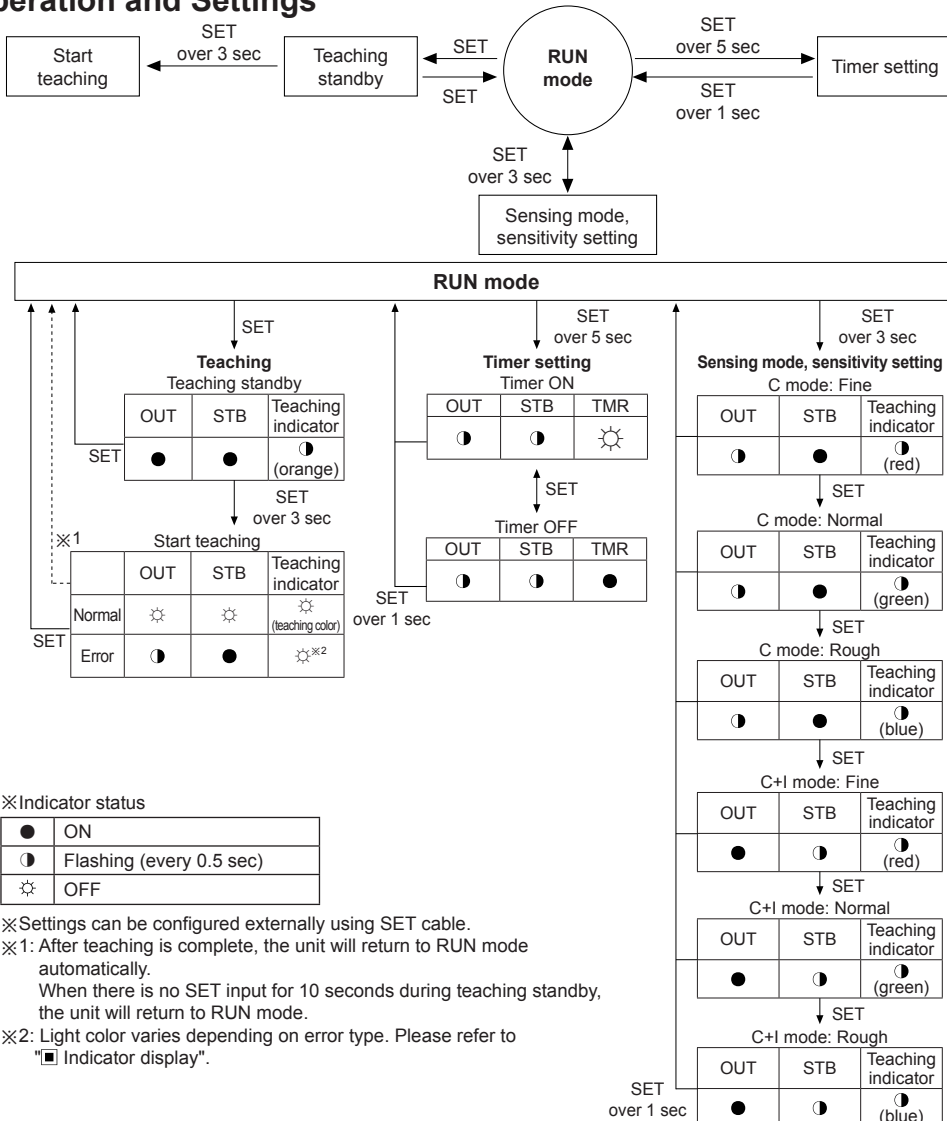 Operation and Settings
SET
over 3 sec
Start
teaching
Teaching
standby
SET
SET
RUN
mode
SET
over 5 sec
SET
over 1 sec
Timer setting
SET
over 3 sec
Sensing mode,
sensitivity setting
RUN mode
SET
Teaching
Teaching standby
OUT STB Teaching
indicator
● ● ◑
(orange)
SET
SET
over 3 sec
※1
Start teaching
OUT STB Teaching
indicator
Normal ☼ ☼ ☼
(teaching color)
Error ◑ ● ☼※2
SET
SET
over 5 sec
Timer setting
Timer ON
OUT STB TMR
◑ ◑ ☼
SET
Timer OFF
OUT STB TMR
◑ ◑ ●
SET
over 1 sec
SET
over 3 sec
Sensing mode, sensitivity setting
C mode: Fine
OUT STB Teaching
indicator
◑ ● ◑
(red)
SET
C mode: Normal
OUT STB Teaching
indicator
◑ ● ◑
(green)
SET
C mode: Rough
OUT STB Teaching
indicator
◑ ● ◑
(blue)
SET
C+I mode: Fine
OUT STB Teaching
indicator
● ◑ ◑
(red)
SET
C+I mode: Normal
OUT STB Teaching
indicator
● ◑ ◑
(green)
SET
C+I mode: Rough
OUT STB Teaching
indicator
● ◑ ◑
(blue)
SET
over 1 sec
※Indicator status
● ON
◑ Flashing (every 0.5 sec)
☼ OFF
※Settings can be configured externally using SET cable.
※1: After teaching is complete, the unit will return to RUN mode
automatically.
When there is no SET input for 10 seconds during teaching standby,
the unit will return to RUN mode.
※2: Light color varies depending on error type. Please refer to
"▣ Indicator display".